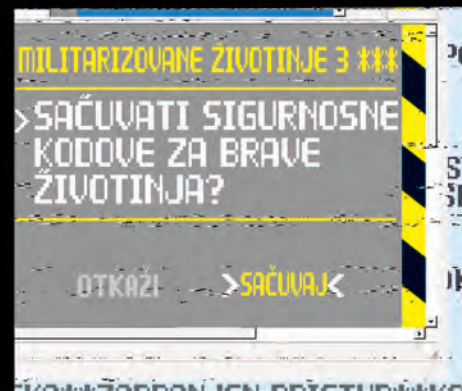 MILITARIZOVANE ŽIVOTINJE 3 ***
>SAČUVATI SIGURNOSNE
KODOVE ZA BRAVE
ŽIVOTINJA?
OTKAŽI >SAČUVAJ<